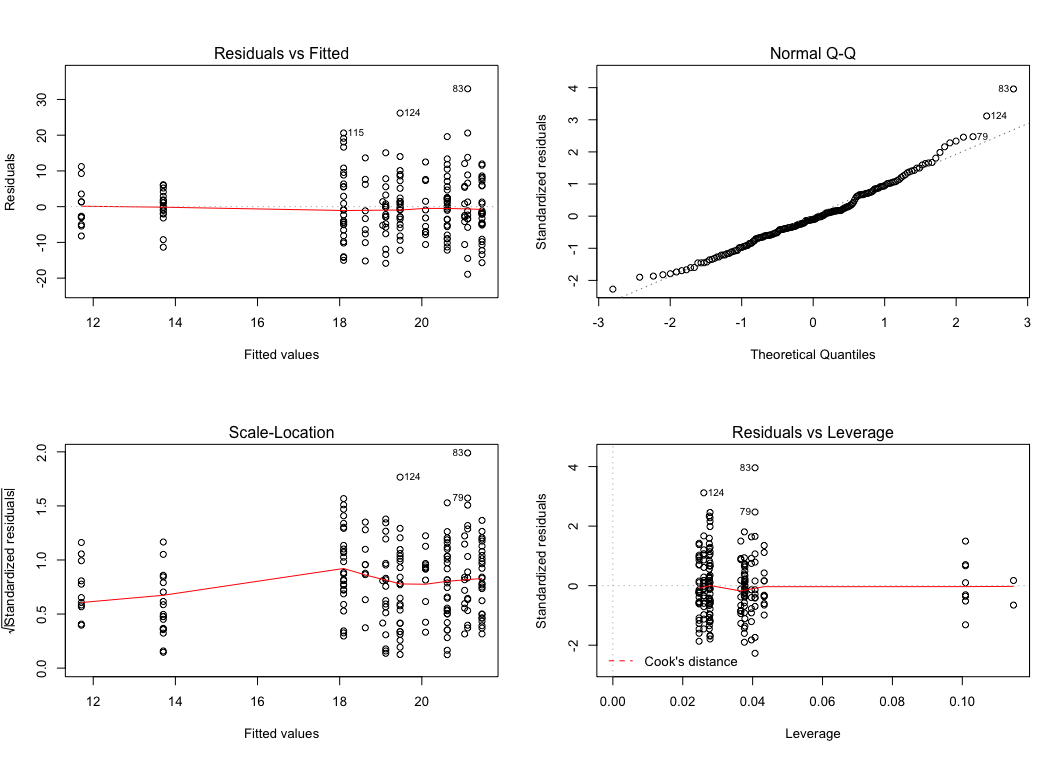 Residuals vs Fitted
Residuals
30
20
10
0
-10
-20
83
124
115
12 14 16 18 20
Fitted values
Normal Q-Q
Standardized residuals
4
3
2
1
0
-1
-2
83
124
79
-3 -2 -1 0 1 2 3
Theoretical Quantiles
Scale-Location
√|Standardized residuals|
2.0
1.5
1.0
0.5
0.0
83
124
79
12 14 16 18 20
Fitted values
Residuals vs Leverage
Standardized residuals
4
2
0
-2
83
124
79
Cook's distance
0.00 0.02 0.04 0.06 0.08 0.10
Leverage